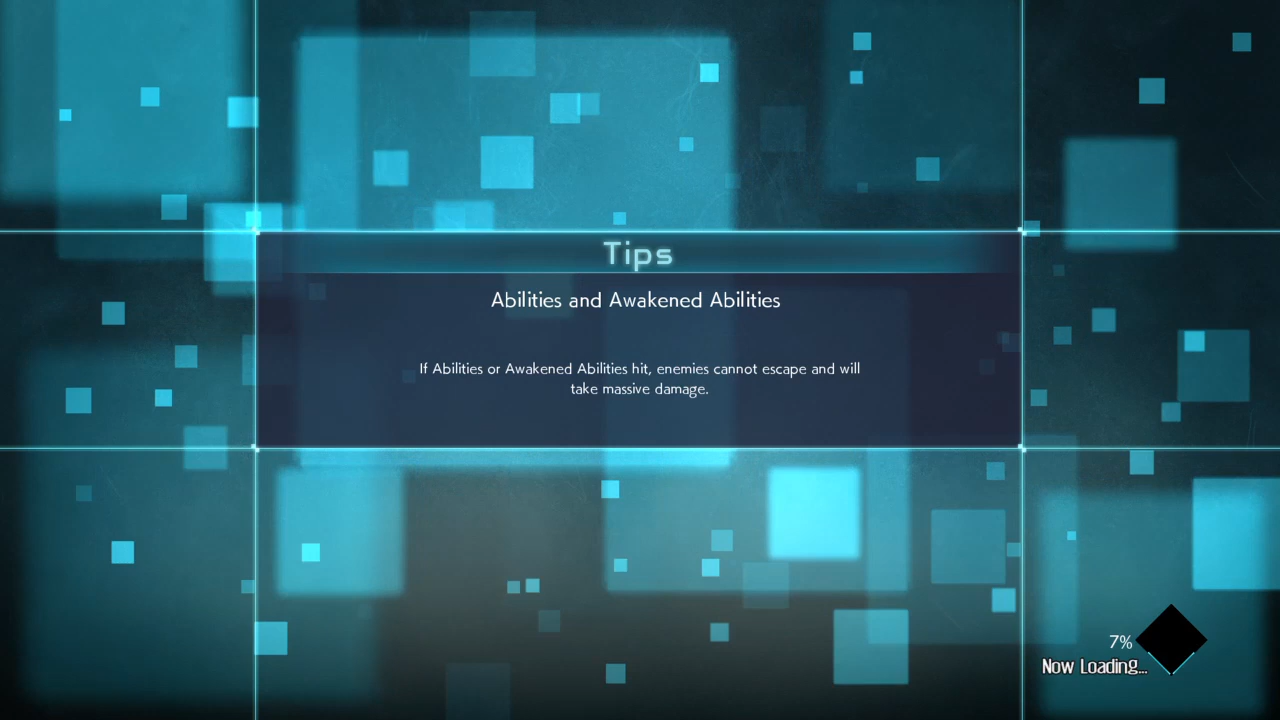 Tips
Abilities and Awakened Abilities
If Abilities or Awakened Abilities hit, enemies cannot escape and will
take massive damage.
7%
Now Loading...